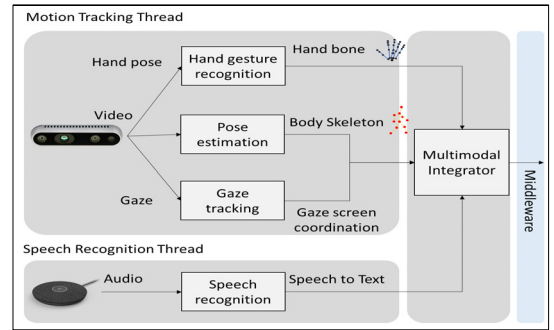 Motion Tracking Thread
Hand pose
Hand gesture
recognition
Hand bone
Video
Pose
estimation
Body Skeleton
Multimodal
Integrator
Gaze
Gaze
tracking
Gaze screen
coordination
Middleware
Speech Recognition Thread
Audio
Speech
recognition
Speech to Text